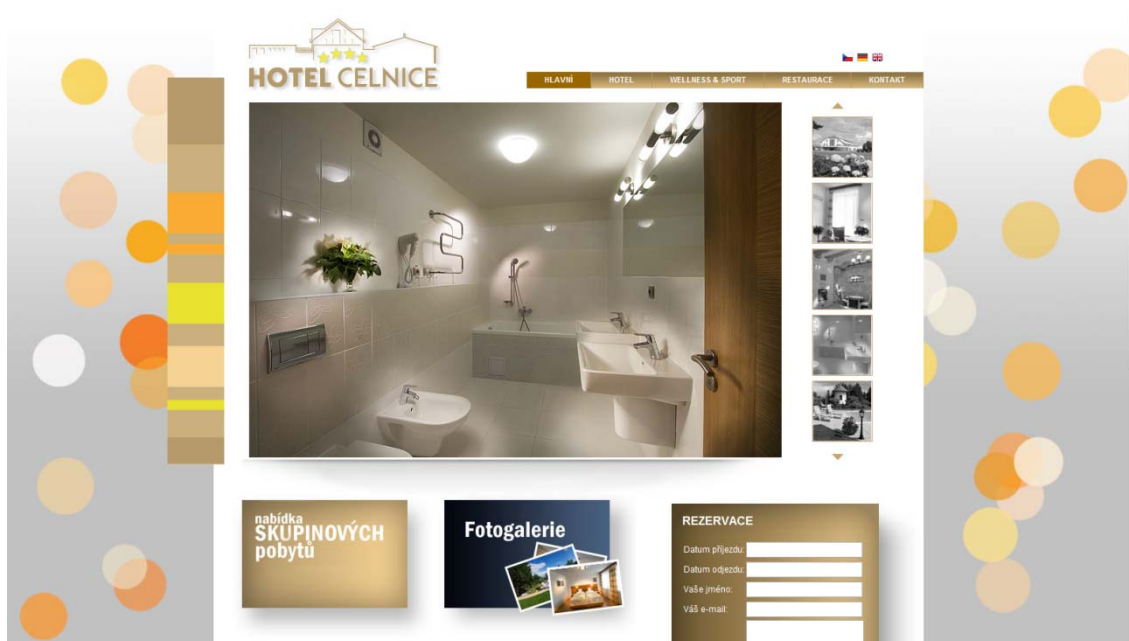 HOTEL CELNICE
HLAVNÍ HOTEL WELLNESS & SPORT RESTAURACE KONTAKT
nabídka
SKUPINOVÝCH
pobytů
Fotogalerie
REZERVACE
Datum příjezdu:
Datum odjezdu:
Vaše jméno:
Váš e-mail: